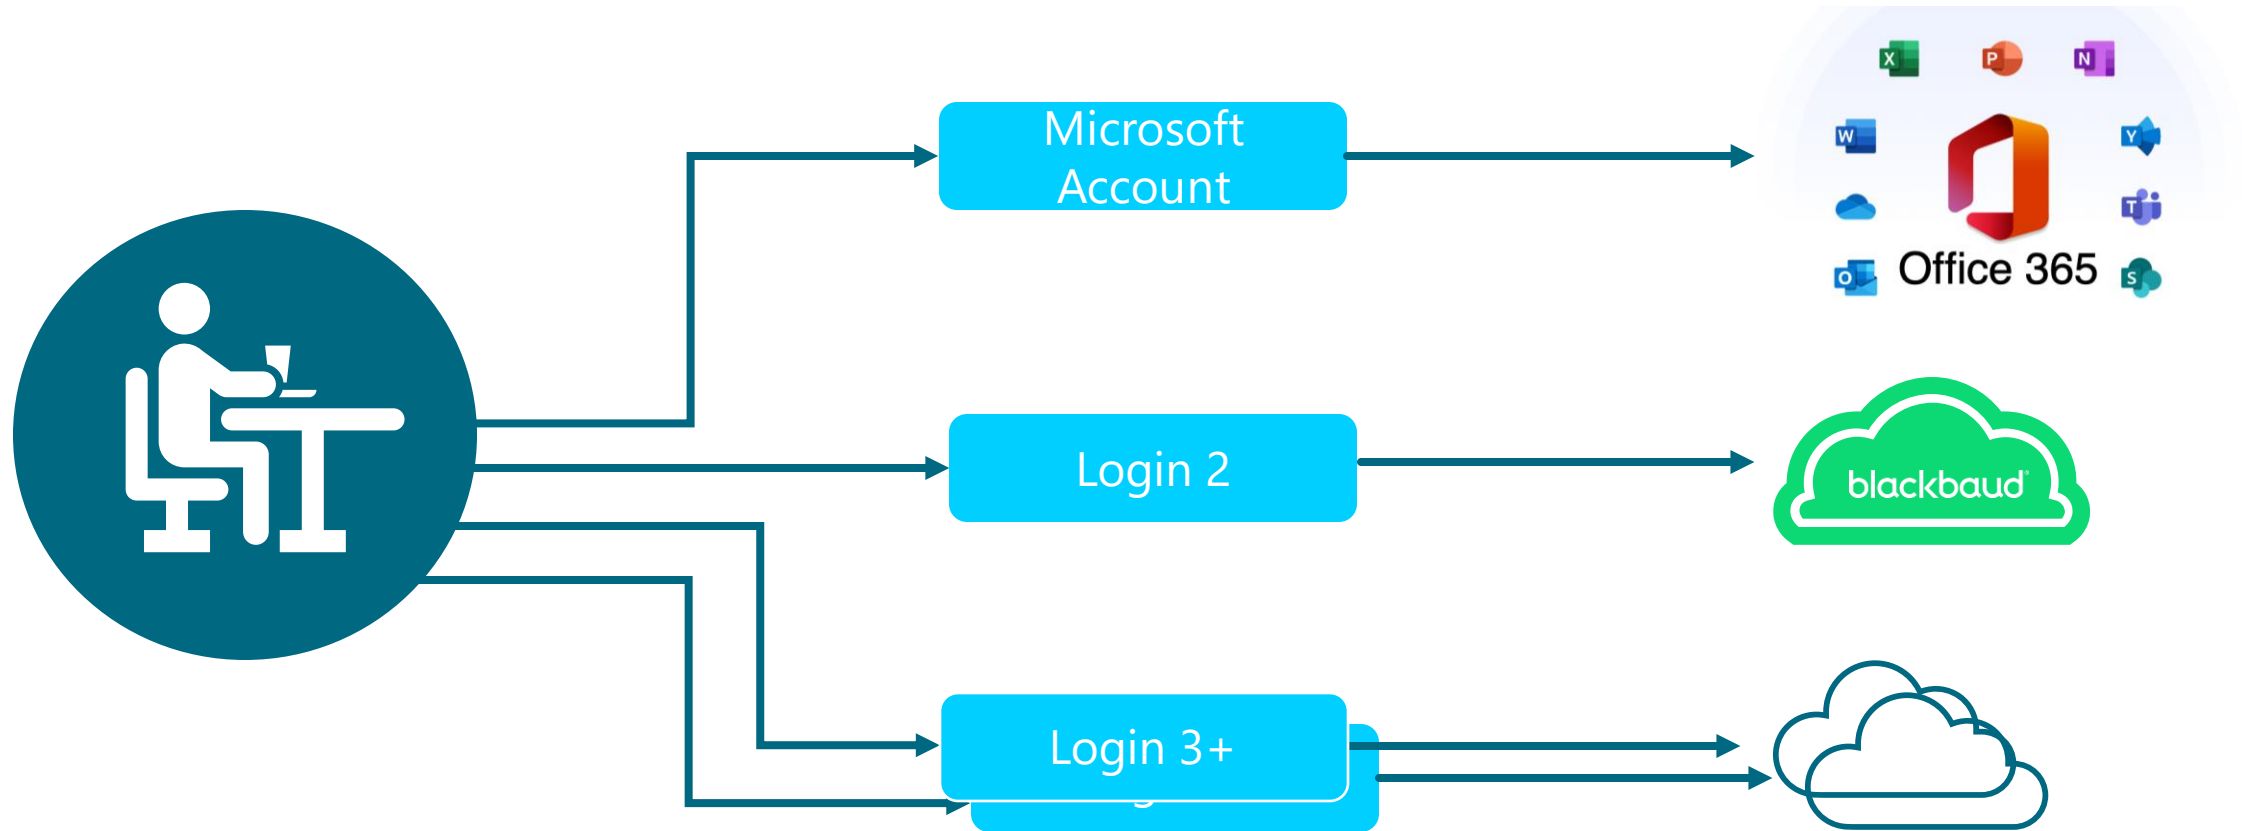 Microsoft
Account
X
P
N
W
Y
T
O
Office 365
S
Login 2
blackbaud
Login 3+